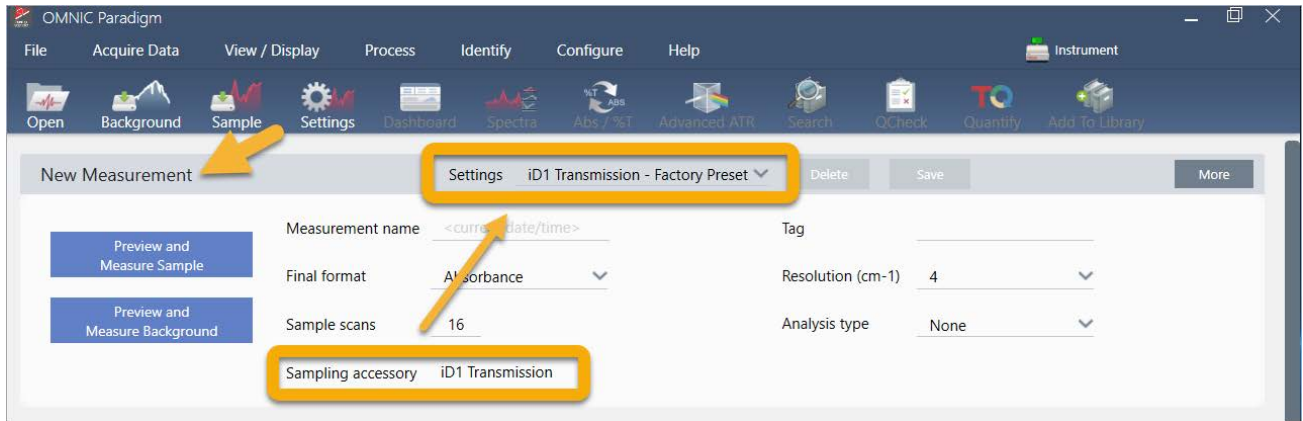 OMNIC Paradigm
File Acquire Data View / Display Process Identify Configure Help Instrument
Open Background Sample Settings Dashboard Spectra Abs / %T Advanced ATR Search QCheck Quantify Add To Library
%T ABS
TQ
New Measurement Settings iD1 Transmission - Factory Preset Delete Save More
Measurement name <current date/time> Tag
Preview and
Measure Sample
Final format Absorbance Resolution (cm-1) 4
Preview and
Measure Background
Sample scans 16 Analysis type None
Sampling accessory iD1 Transmission